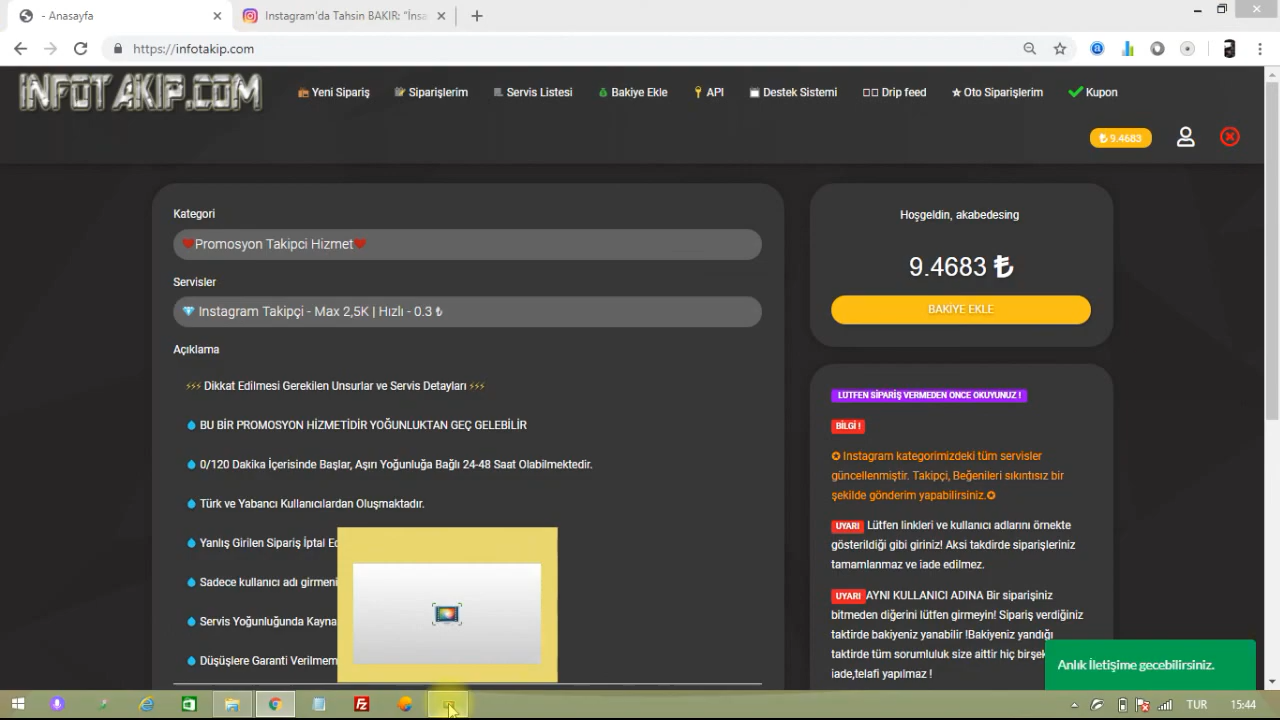 - Anasayfa
Instagram'da Tahsin BAKIR: "İnsa
https://infotakip.com
INFOTAKIP.COM
Yeni Sipariş
Siparişlerim
Servis Listesi
Bakiye Ekle
API
Destek Sistemi
Drip feed
Oto Siparişlerim
Kupon
₺ 9.4683
Kategori
Promosyon Takipci Hizmet
Servisler
Instagram Takipçi - Max 2,5K | Hızlı - 0.3 ₺
Açıklama
Dikkat Edilmesi Gerekilen Unsurlar ve Servis Detayları
BU BİR PROMOSYON HİZMETİDİR YOĞUNLUKTAN GEÇ GELEBİLİR
0/120 Dakika İçerisinde Başlar, Aşırı Yoğunluğa Bağlı 24-48 Saat Olabilmektedir.
Türk ve Yabancı Kullanıcılardan Oluşmaktadır.
Yanlış Girilen Sipariş İptal Ed
Sadece kullanıcı adı girmeni
Servis Yoğunluğunda Kayna
Düşüşlere Garanti Verilmem
Hoşgeldin, akabedesing
9.4683 ₺
BAKİYE EKLE
LÜTFEN SİPARİŞ VERMEDEN ÖNCE OKUYUNUZ !
BİLGİ !
✪ Instagram kategorimizdeki tüm servisler
güncellenmiştir. Takipçi, Beğenileri sıkıntısız bir
şekilde gönderim yapabilirsiniz.✪
UYARI Lütfen linkleri ve kullanıcı adlarını örnekte
gösterildiği gibi giriniz! Aksi takdirde siparişleriniz
tamamlanmaz ve iade edilmez.
UYARI AYNI KULLANICI ADINA Bir siparişiniz
bitmeden diğerini lütfen girmeyin! Sipariş verdiğiniz
taktirde bakiyeniz yanabilir !Bakiyeniz yandığı
taktirde tüm sorumluluk size aittir hiç birşek
iade,telafi yapılmaz !
Anlık İletişime gecebilirsiniz.
TUR
15:44